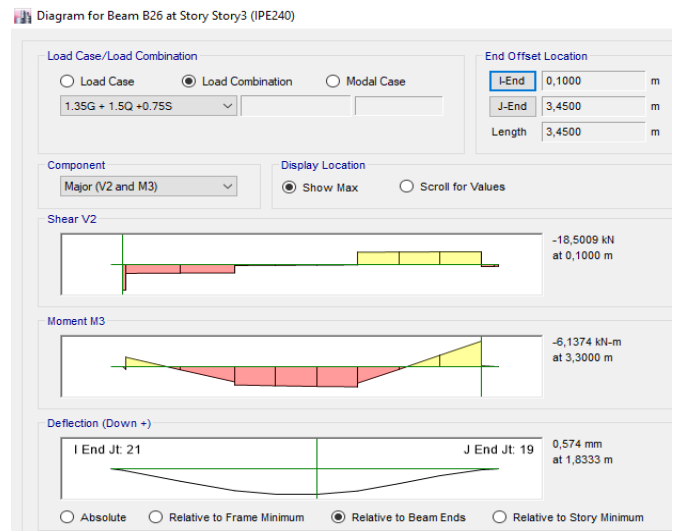 Diagram for Beam B26 at Story Story3 (IPE240)
Load Case/Load Combination
Load Case Load Combination Modal Case
1.35G + 1.5Q +0.75S
End Offset Location
I-End 0,1000 m
J-End 3,4500 m
Length 3,4500 m
Component
Major (V2 and M3)
Display Location
Show Max Scroll for Values
Shear V2
-18,5009 kN
at 0,1000 m
Moment M3
-6,1374 kN-m
at 3,3000 m
Deflection (Down +)
I End Jt: 21 J End Jt: 19
0,574 mm
at 1,8333 m
Absolute Relative to Frame Minimum Relative to Beam Ends Relative to Story Minimum